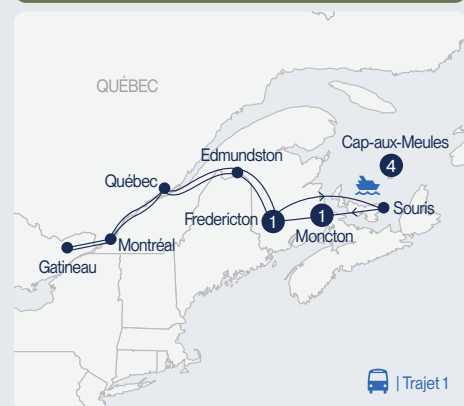 QUÉBEC
Cap-aux-Meules
4
Edmundston
Québec
Souris
Fredericton 1
1
Moncton
Montréal
Gatineau
| Trajet 1